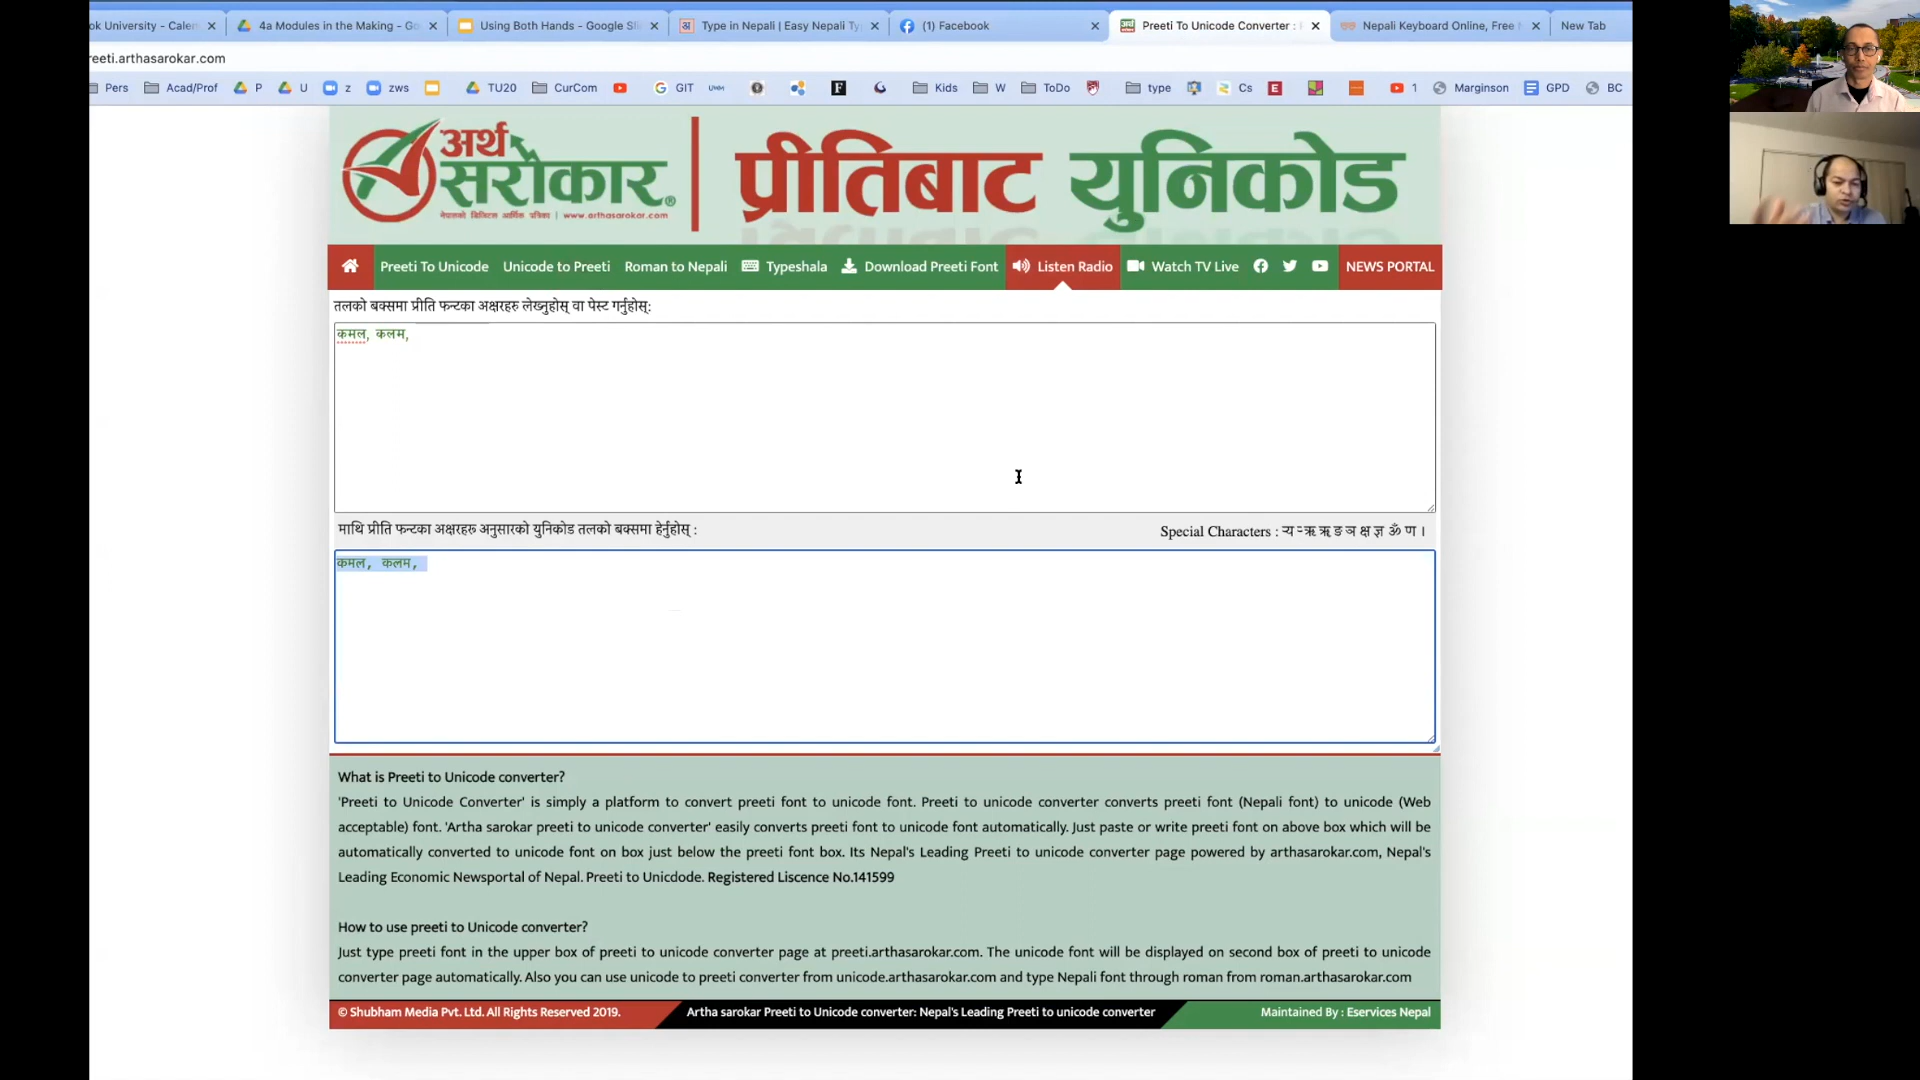 ok University - Calen
4a Modules in the Making - Go
Using Both Hands - Google Sli
Type in Nepali | Easy Nepali Ty
(1) Facebook
Preeti To Unicode Converter :
Nepali Keyboard Online, Free
New Tab
reeti.arthasarokar.com
Pers Acad/Prof P U z zws TU20 CurCom GIT UWM F Kids W ToDo type Cs E 1 Marginson GPD BC
अर्थ
सरोकार
नेपालको डिजिटल आर्थिक पत्रिका | www.arthasarokar.com
प्रीतिबाट युनिकोड
Preeti To Unicode Unicode to Preeti Roman to Nepali Typeshala Download Preeti Font Listen Radio Watch TV Live NEWS PORTAL
तलको बक्समा प्रीति फन्टका अक्षरहरु लेख्नुहोस् वा पेस्ट गर्नुहोस्:
कमल, कलम,
माथि प्रीति फन्टका अक्षरहरू अनुसारको युनिकोड तलको बक्समा हेर्नुहोस् :
Special Characters : ऋ ऋ ङ ञ क्ष ज्ञ ॐ ण ।
कमल, कलम,
What is Preeti to Unicode converter?
'Preeti to Unicode Converter' is simply a platform to convert preeti font to unicode font. Preeti to unicode converter converts preeti font (Nepali font) to unicode (Web
acceptable) font. 'Artha sarokar preeti to unicode converter' easily converts preeti font to unicode font automatically. Just paste or write preeti font on above box which will be
automatically converted to unicode font on box just below the preeti font box. Its Nepal's Leading Preeti to unicode converter page powered by arthasarokar.com, Nepal's
Leading Economic Newsportal of Nepal. Preeti to Unicdode. Registered Liscence No.141599
How to use preeti to Unicode converter?
Just type preeti font in the upper box of preeti to unicode converter page at preeti.arthasarokar.com. The unicode font will be displayed on second box of preeti to unicode
converter page automatically. Also you can use unicode to preeti converter from unicode.arthasarokar.com and type Nepali font through roman from roman.arthasarokar.com
© Shubham Media Pvt. Ltd. All Rights Reserved 2019.
Artha sarokar Preeti to Unicode converter: Nepal's Leading Preeti to unicode converter
Maintained By : Eservices Nepal